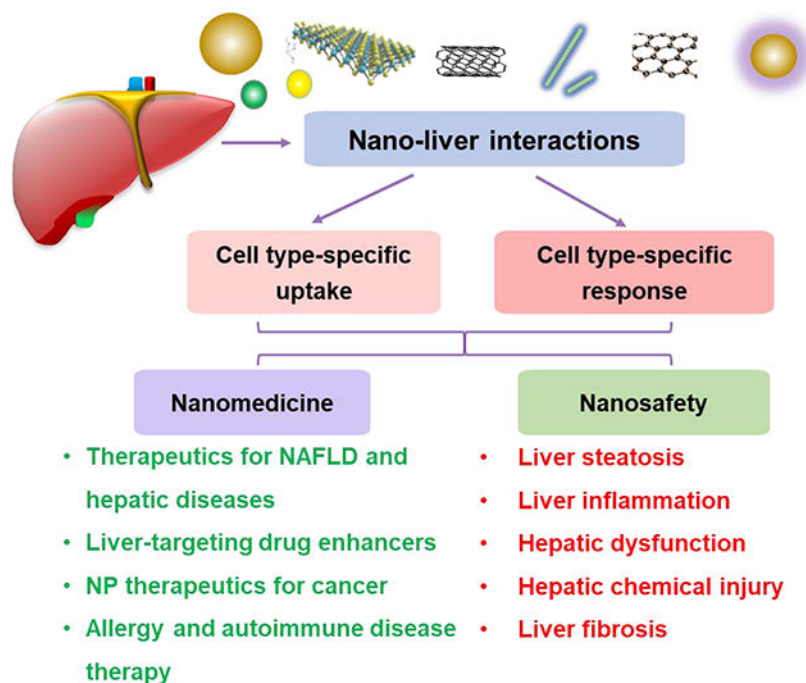 Nano-liver interactions
Cell type-specific
uptake
Cell type-specific
response
Nanomedicine
• Therapeutics for NAFLD and
hepatic diseases
• Liver-targeting drug enhancers
• NP therapeutics for cancer
• Allergy and autoimmune disease
therapy
Nanosafety
• Liver steatosis
• Liver inflammation
• Hepatic dysfunction
• Hepatic chemical injury
• Liver fibrosis